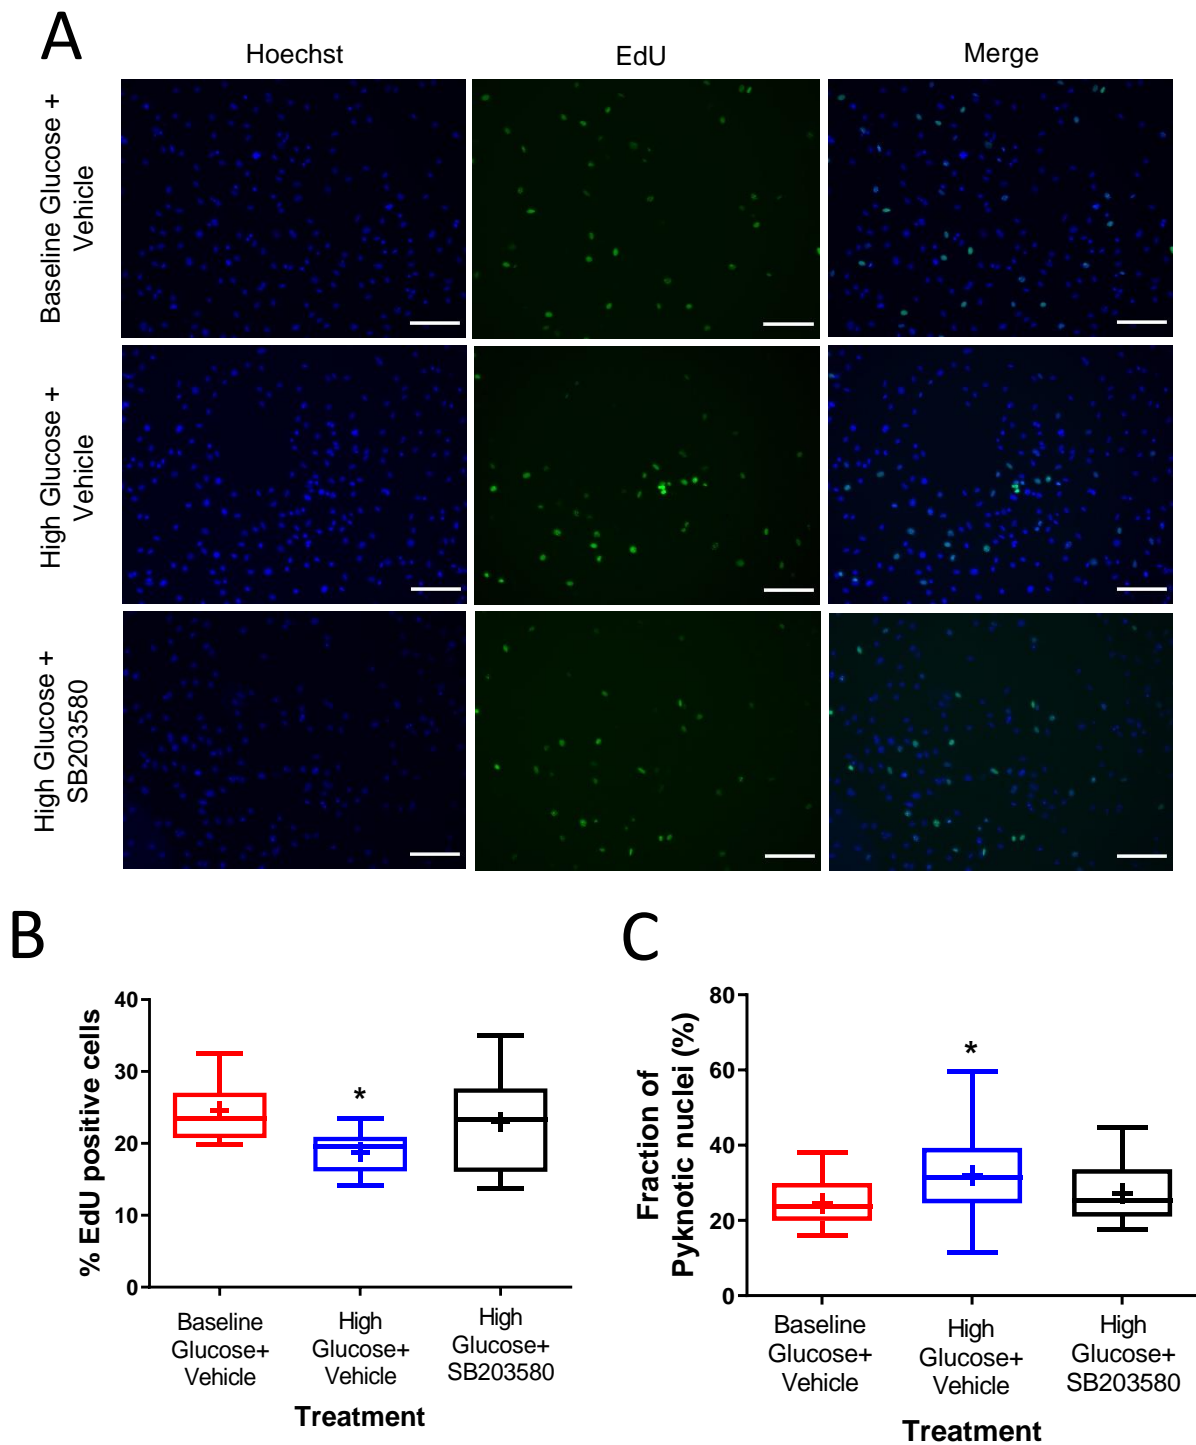 A
Hoechst
EdU
Merge
Baseline Glucose +
Vehicle
High Glucose +
Vehicle
High Glucose +
SB203580
B
% EdU positive cells
40
30
20
10
0
*
Baseline
Glucose+
Vehicle
High
Glucose+
Vehicle
High
Glucose+
SB203580
Treatment
C
Fraction of
Pyknotic nuclei (%)
80
60
40
20
0
*
Baseline
Glucose+
Vehicle
High
Glucose+
Vehicle
High
Glucose+
SB203580
Treatment